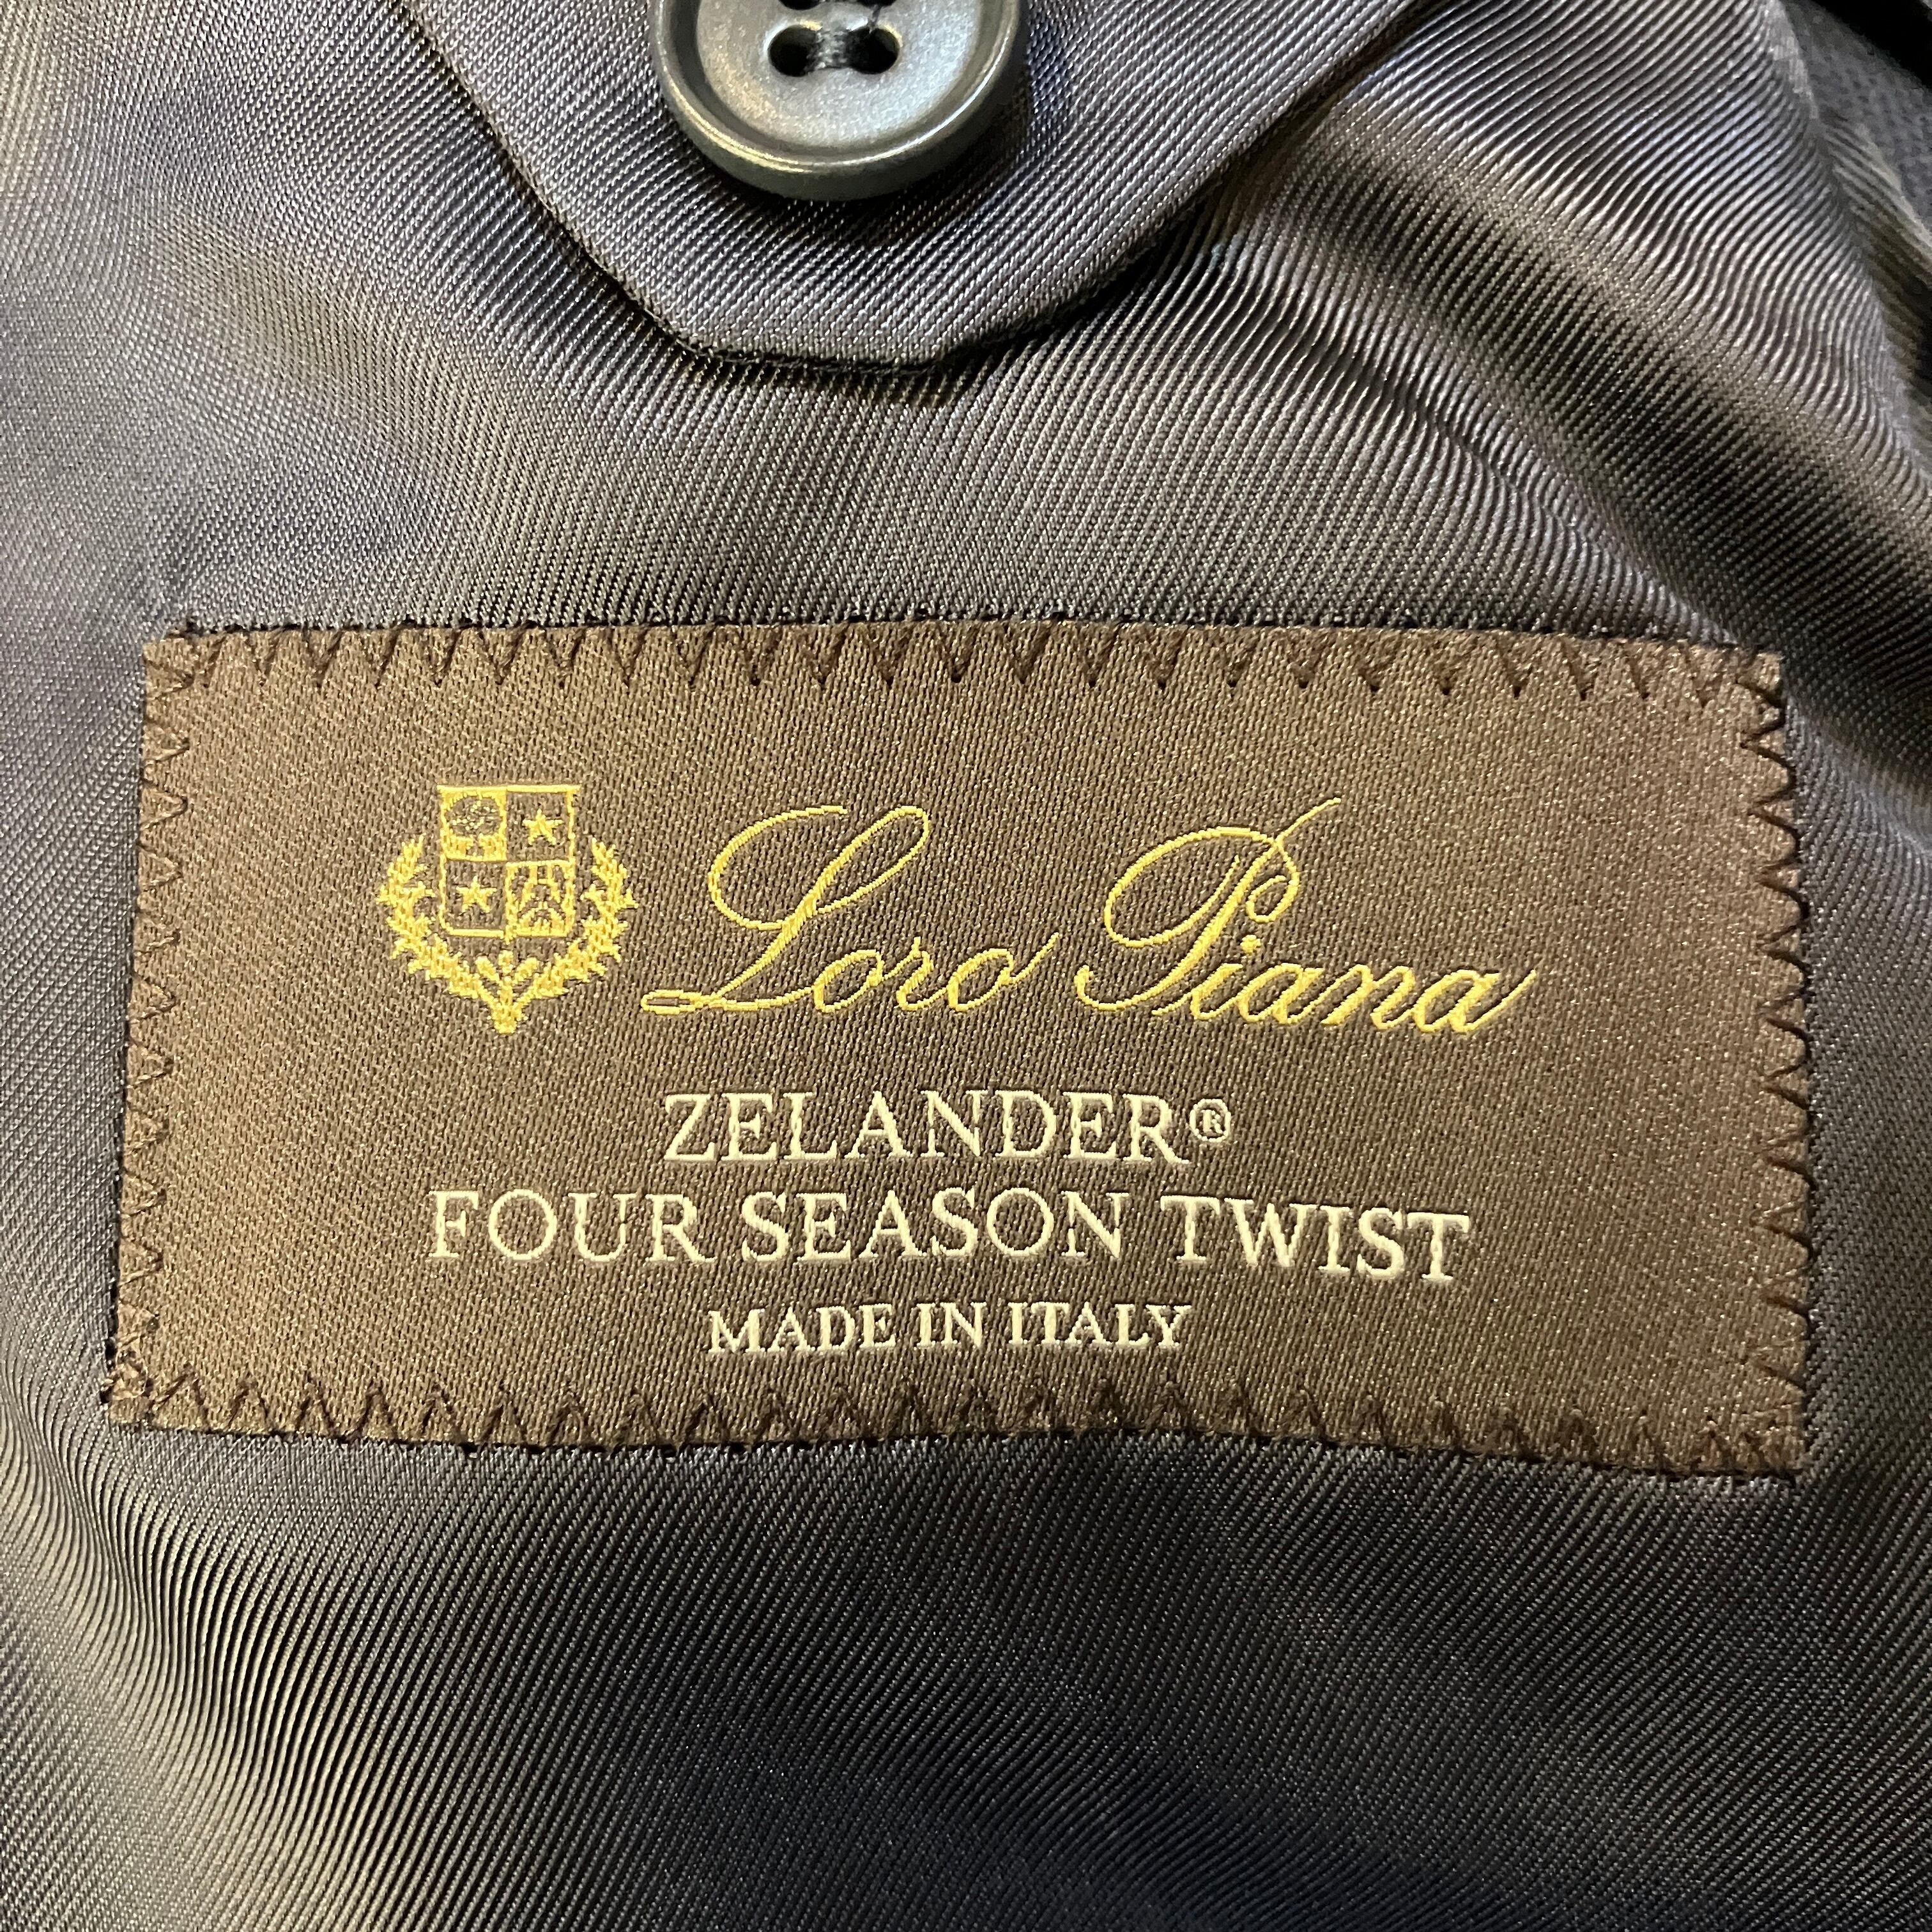 Loro Piana
ZELANDER®
FOUR SEASON TWIST
MADE IN ITALY